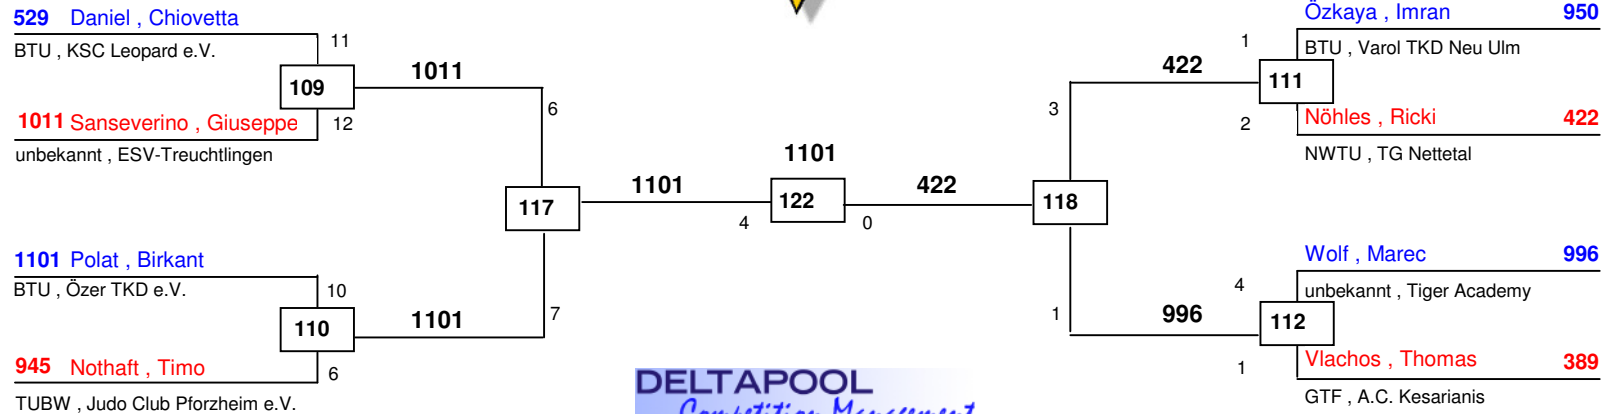 529 Daniel , Chiovetta
BTU , KSC Leopard e.V.
11
109
1011
1011 Sanseverino , Giuseppe
12
unbekannt , ESV-Treuchtlingen
6
117
1101
1101 Polat , Birkant
BTU , Özer TKD e.V.
10
110
1101
7
945 Nothaft , Timo
6
TUBW , Judo Club Pforzheim e.V.
1101
122
4
0
422
118
Özkaya , Imran 950
1
BTU , Varol TKD Neu Ulm
422
111
3
2
Nöhles , Ricki 422
NWTU , TG Nettetal
Wolf , Marec 996
4
unbekannt , Tiger Academy
1
996
112
1
Vlachos , Thomas 389
GTF , A.C. Kesarianis
DELTAPOOL
Competition Management